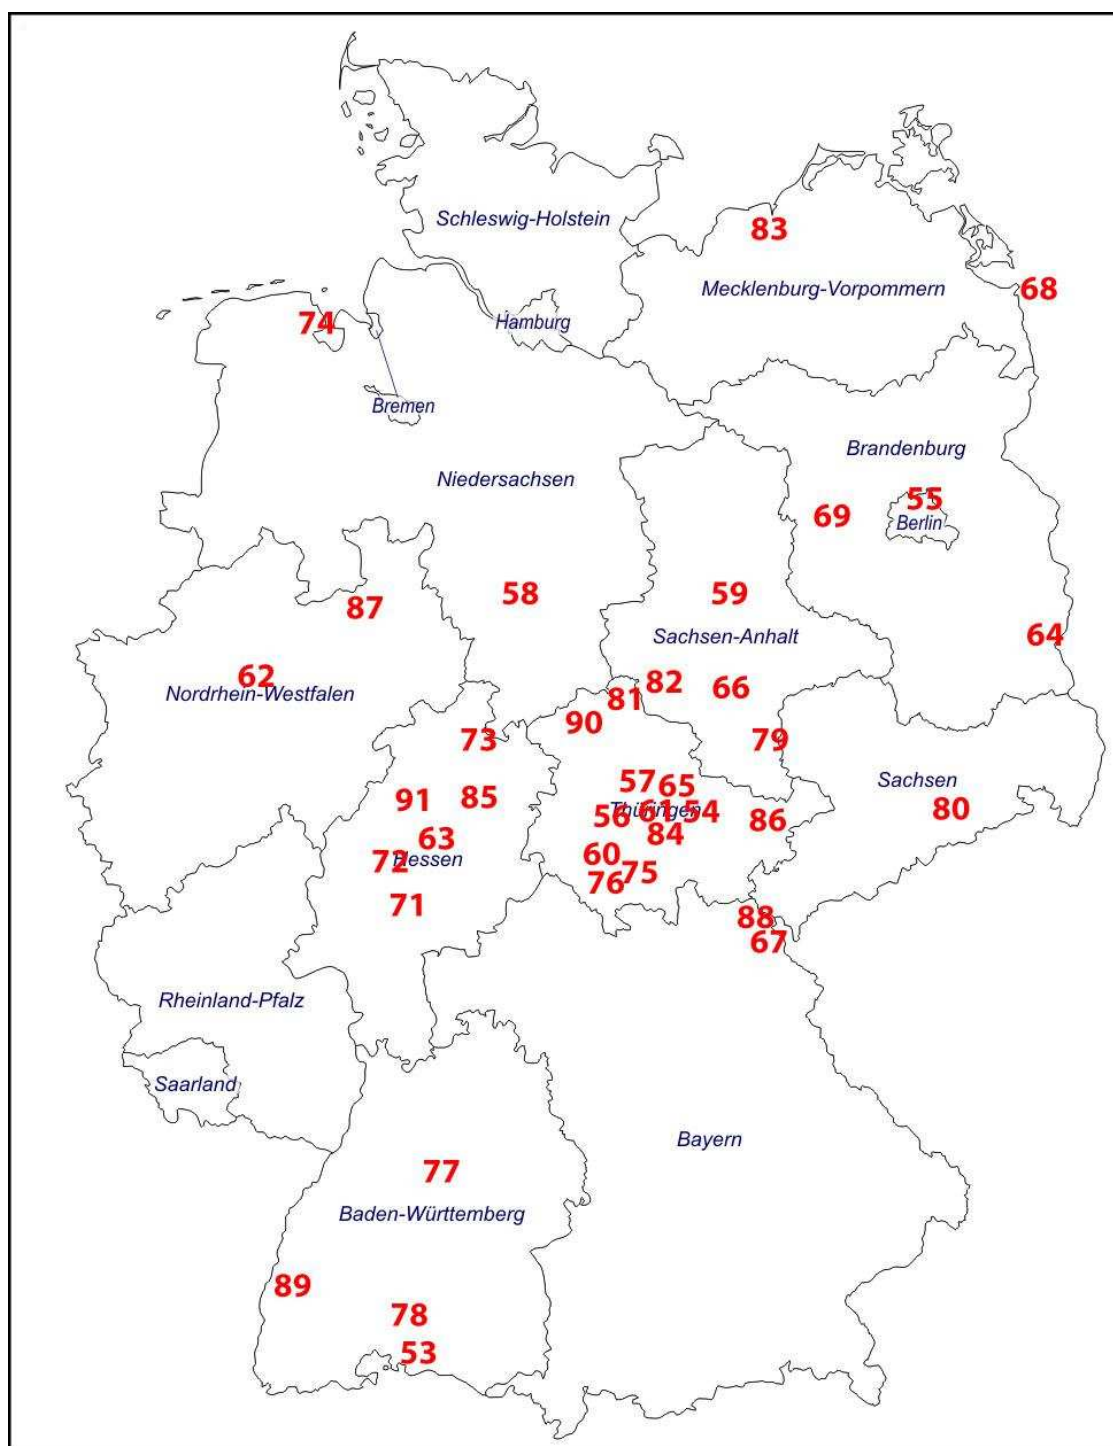 Schleswig-Holstein
83
Mecklenburg-Vorpommern
68
74
Hamburg
Bremen
Brandenburg
Niedersachsen
55
69
Berlin
58
59
87
64
Sachsen-Anhalt
62
82
66
Nordrhein-Westfalen
81
90
73
79
57
65
Sachsen
91
85
61
54
Thüringen
80
56
86
84
63
60
72
Hessen
75
76
71
88
67
Rheinland-Pfalz
Saarland
Bayern
77
Baden-Württemberg
89
78
53